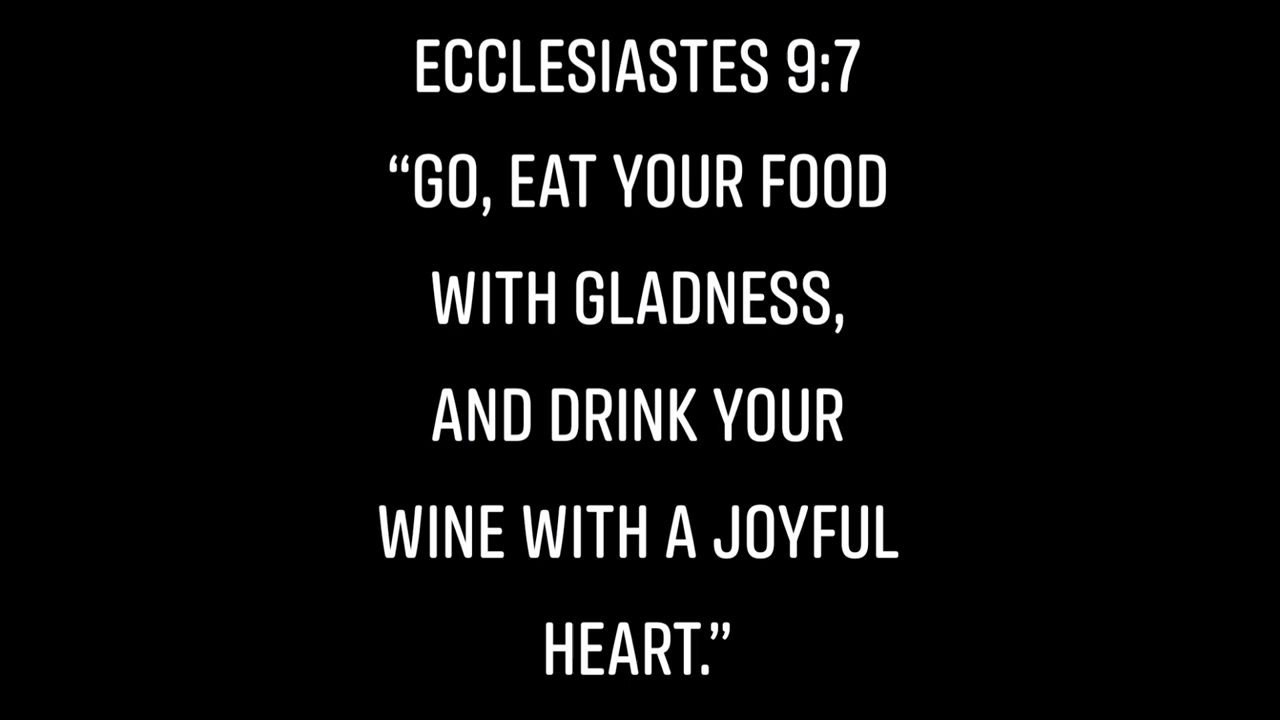 ECCLESIASTES 9:7
“GO, EAT YOUR FOOD
WITH GLADNESS,
AND DRINK YOUR
WINE WITH A JOYFUL
HEART.”